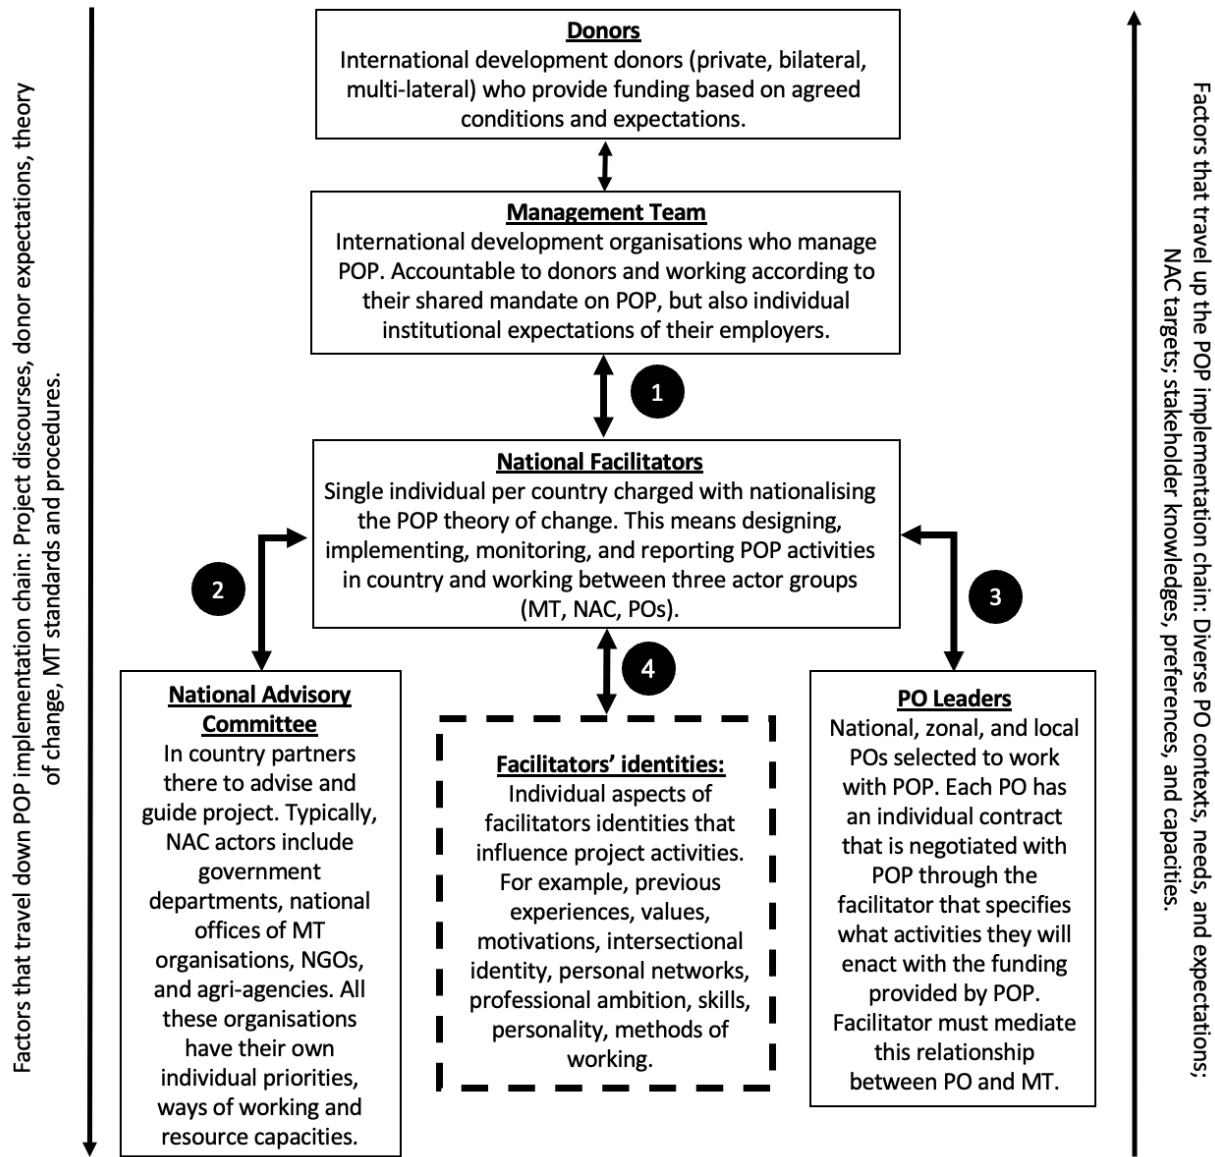 Donors
International development donors (private, bilateral,
multi-lateral) who provide funding based on agreed
conditions and expectations.
Management Team
International development organisations who manage
POP. Accountable to donors and working according to
their shared mandate on POP, but also individual
institutional expectations of their employers.
1
National Facilitators
Single individual per country charged with nationalising
the POP theory of change. This means designing,
implementing, monitoring, and reporting POP activities
in country and working between three actor groups
(MT, NAC, POs).
2
3
4
National Advisory
Committee
In country partners
there to advise and
guide project. Typically,
NAC actors include
government
departments, national
offices of MT
organisations, NGOs,
and agri-agencies. All
these organisations
have their own
individual priorities,
ways of working and
resource capacities.
Facilitators' identities:
Individual aspects of
facilitators identities that
influence project activities.
For example, previous
experiences, values,
motivations, intersectional
identity, personal networks,
professional ambition, skills,
personality, methods of
working.
PO Leaders
National, zonal, and local
POs selected to work
with POP. Each PO has
an individual contract
that is negotiated with
POP through the
facilitator that specifies
what activities they will
enact with the funding
provided by POP.
Facilitator must mediate
this relationship
between PO and MT.
Factors that travel down POP implementation chain: Project discourses, donor expectations, theory
of change, MT standards and procedures.
Factors that travel up the POP implementation chain: Diverse PO contexts, needs, and expectations;
NAC targets; stakeholder knowledges, preferences, and capacities.